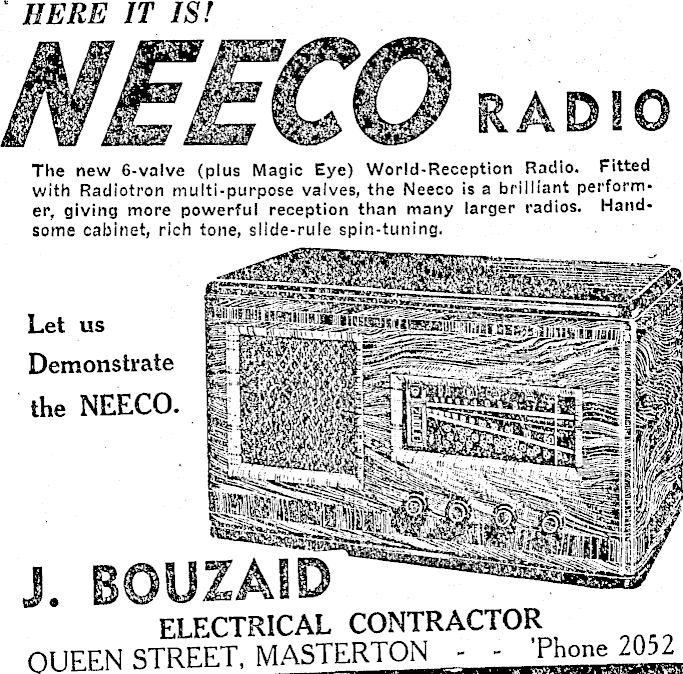 HERE IT IS!
NEECO RADIO
The new 6-valve (plus Magic Eye) World-Reception Radio. Fitted
with Radiotron multi-purpose valves, the Neeco is a brilliant perform-
er, giving more powerful reception than many larger radios. Hand-
some cabinet, rich tone, slide-rule spin-tuning.
Let us
Demonstrate
the NEECO.
J. BOUZAID
ELECTRICAL CONTRACTOR
QUEEN STREET, MASTERTON - - 'Phone 2052